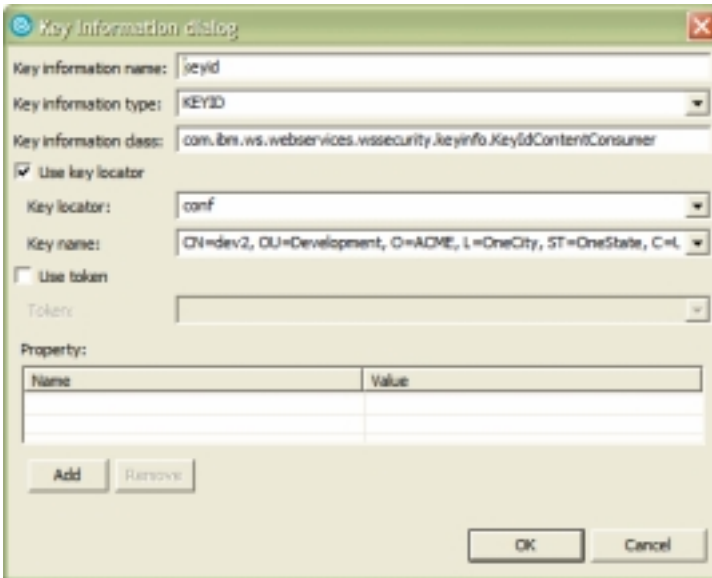 Key Information dialog
Key information name: keyid
Key information type: KEYID
Key information class: com.ibm.ws.webservices.wssecurity.keyinfo.KeyIdContentConsumer
Use key locator
Key locator: conf
Key name: CN=dev2, OU=Development, O=ACME, L=OneCity, ST=OneState, C=U
Use token
Token:
Property:
Name Value
Add Remove
OK Cancel